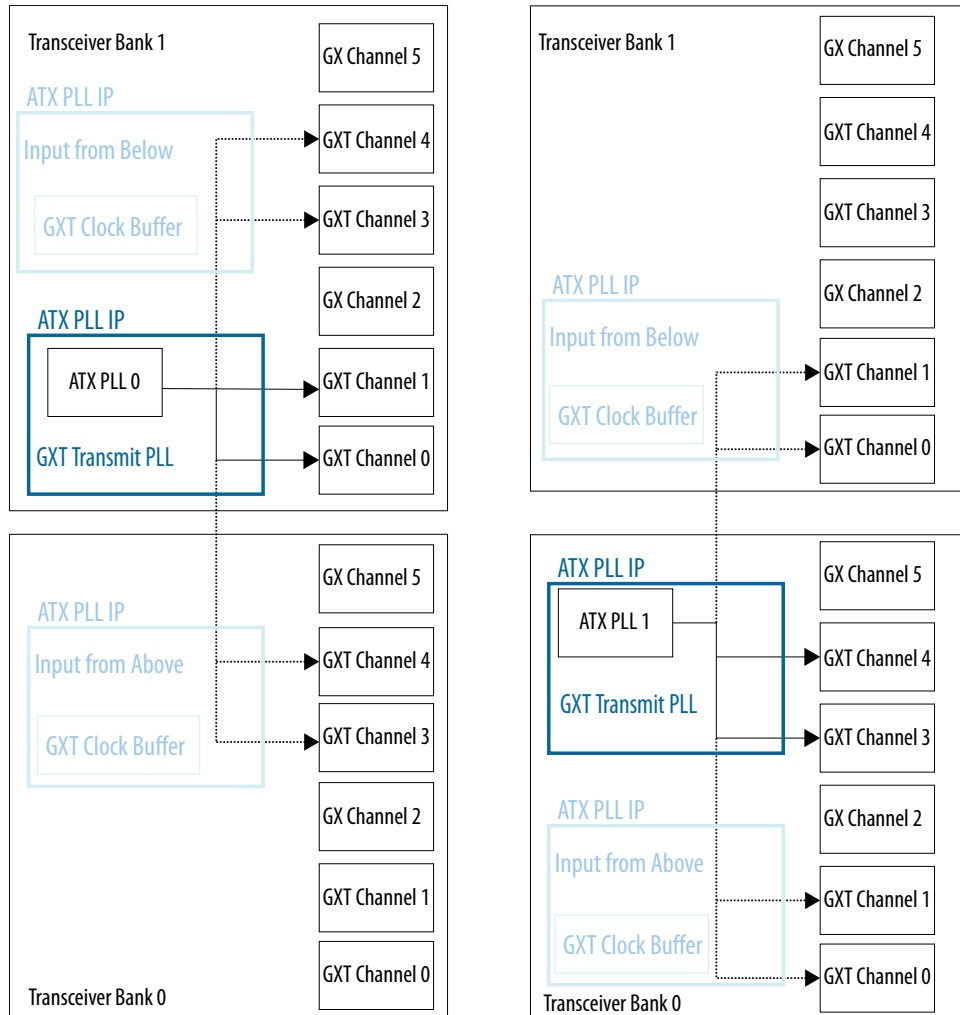 Transceiver Bank 1
GX Channel 5
ATX PLL IP
Input from Below
GXT Channel 4
GXT Clock Buffer
GXT Channel 3
GX Channel 2
ATX PLL IP
ATX PLL 0
GXT Channel 1
GXT Transmit PLL
GXT Channel 0
GX Channel 5
ATX PLL IP
Input from Above
GXT Channel 4
GXT Clock Buffer
GXT Channel 3
GX Channel 2
GXT Channel 1
GXT Channel 0
Transceiver Bank 0
Transceiver Bank 1
GX Channel 5
GXT Channel 4
GXT Channel 3
ATX PLL IP
GX Channel 2
Input from Below
GXT Channel 1
GXT Clock Buffer
GXT Channel 0
ATX PLL IP
GX Channel 5
ATX PLL 1
GXT Channel 4
GXT Transmit PLL
GXT Channel 3
ATX PLL IP
GX Channel 2
Input from Above
GXT Channel 1
GXT Clock Buffer
GXT Channel 0
Transceiver Bank 0